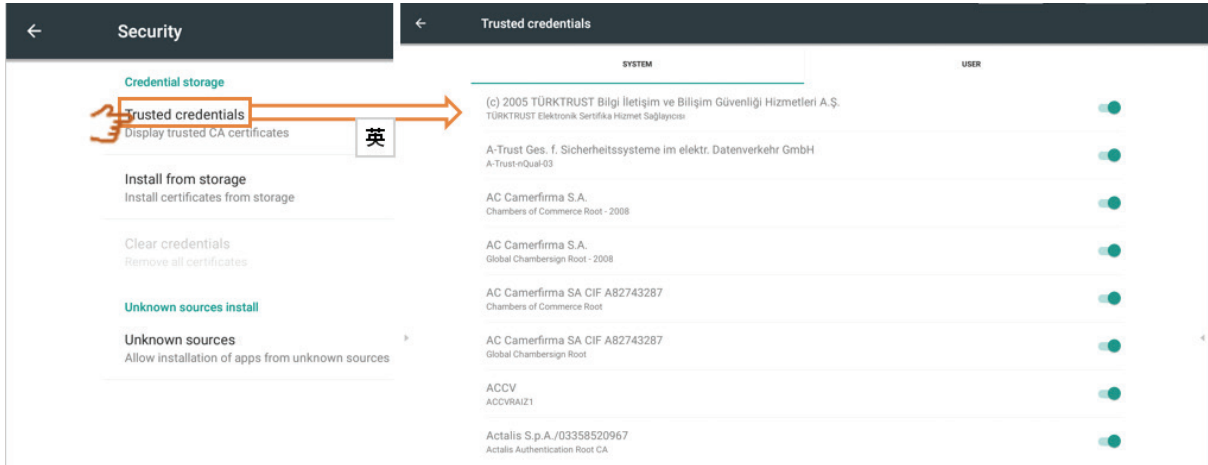 Security
Credential storage
Trusted credentials
Display trusted CA certificates
英
Install from storage
Install certificates from storage
Clear credentials
Remove all certificates
Unknown sources install
Unknown sources
Allow installation of apps from unknown sources
Trusted credentials
SYSTEM
USER
(c) 2005 TÜRKTRUST Bilgi İletişim ve Bilişim Güvenliği Hizmetleri A.Ş.
TÜRKTRUST Elektronik Sertifika Hizmet Sağlayıcısı
A-Trust Ges. f. Sicherheitssysteme im elektr. Datenverkehr GmbH
A-Trust-nQual-03
AC Camerfirma S.A.
Chambers of Commerce Root - 2008
AC Camerfirma S.A.
Global Chambersign Root - 2008
AC Camerfirma SA CIF A82743287
Chambers of Commerce Root
AC Camerfirma SA CIF A82743287
Global Chambersign Root
ACCV
ACCVRAIZ1
Actalis S.p.A./03358520967
Actalis Authentication Root CA